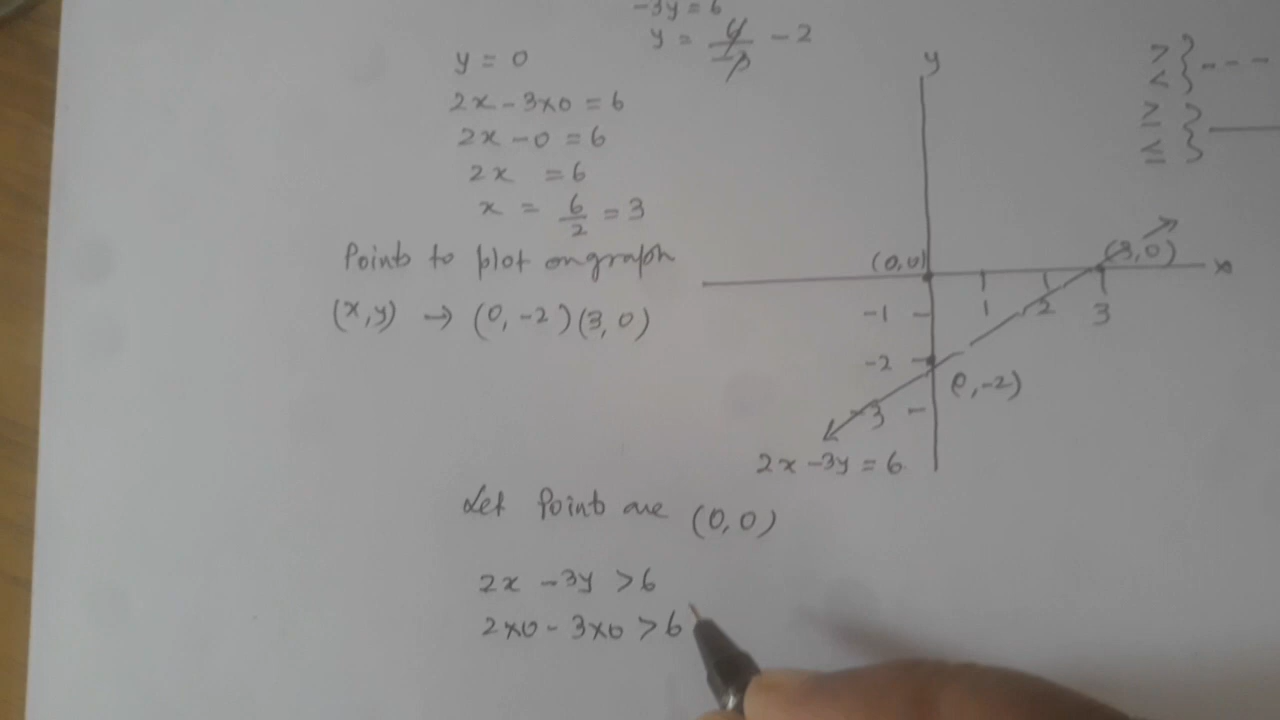 -3y = 6
y = 6/-3 = -2
y = 0
2x - 3x0 = 6
2x - 0 = 6
2x = 6
x = 6/2 = 3
Points to plot on graph
(x,y) → (0,-2)(3,0)
y
>
<
≥
≤
(0,0)
(3,0)
x
1 2 3
-1
-2
(0,-2)
-3
2x -3y = 6
Let Point are (0,0)
2x -3y >6
2x0 - 3x0 >6